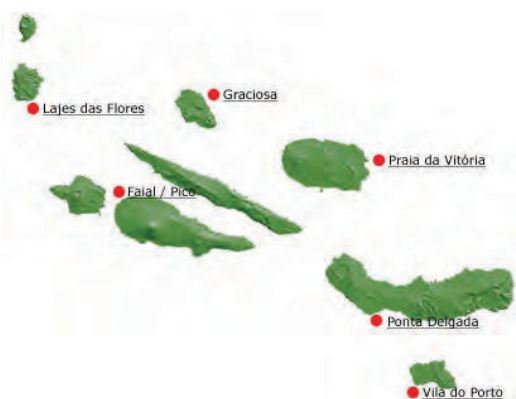 Graciosa
Lajes das Flores
Praia da Vitória
Faial / Pico
Ponta Delgada
Vila do Porto